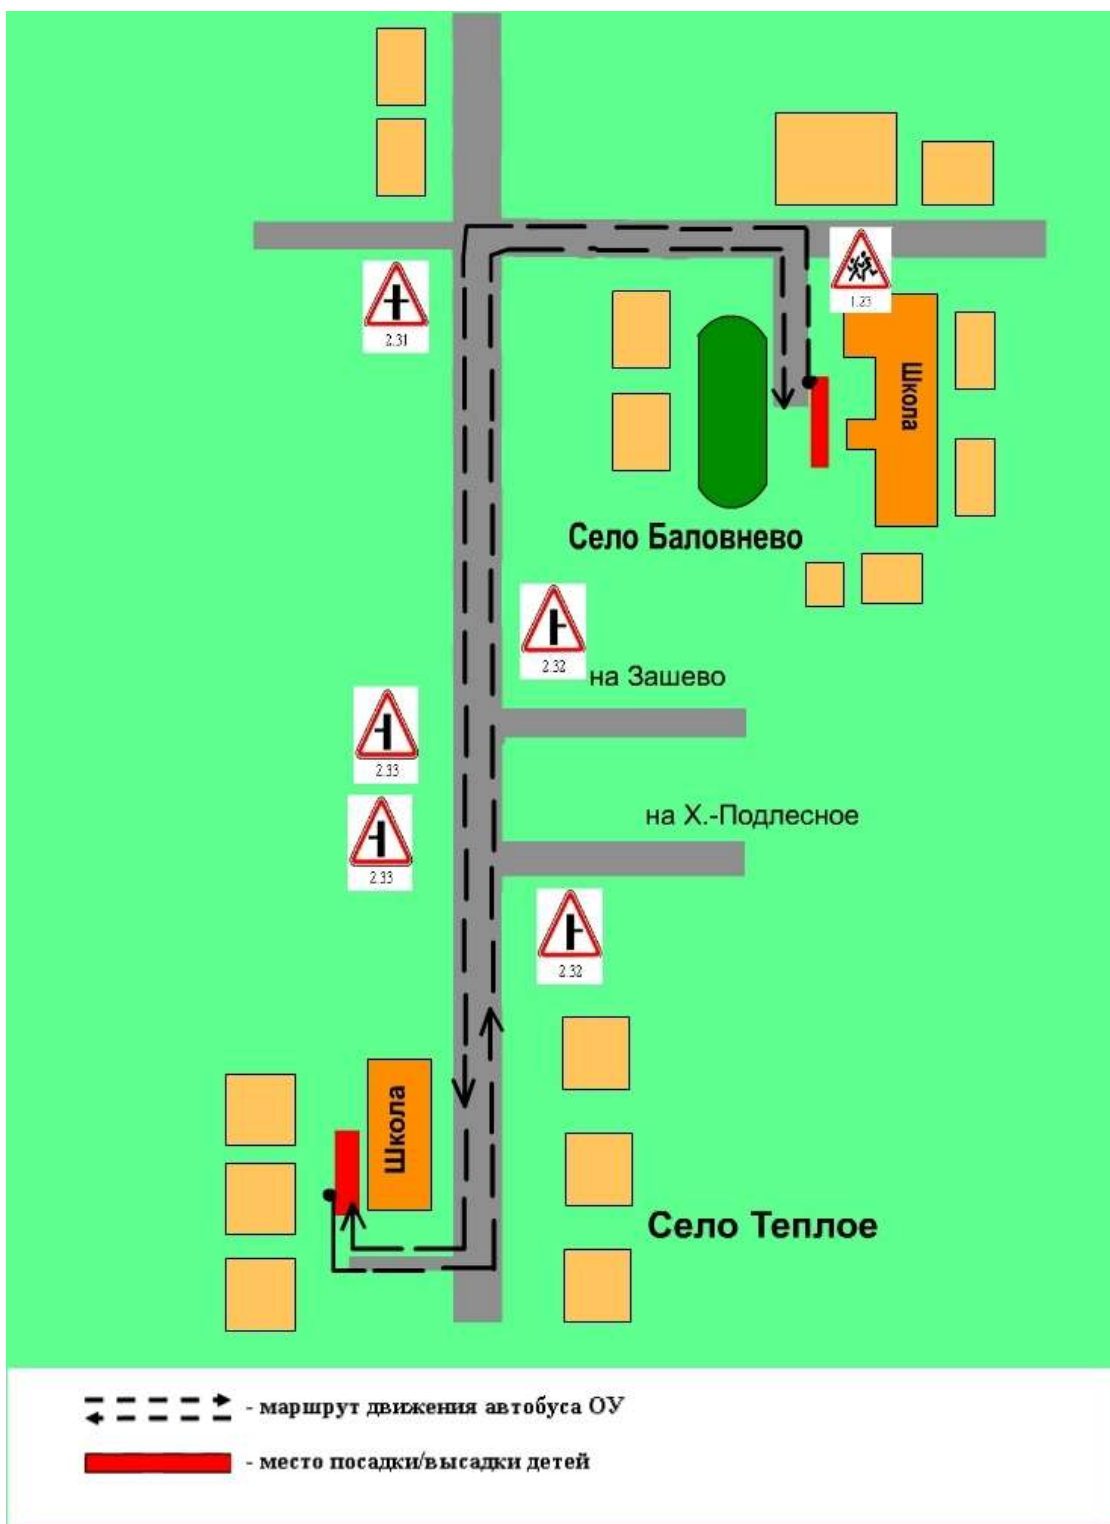 1.23
2.31
Школа
Село Баловнево
2.32
на Зашево
2.33
на Х.-Подлесное
2.33
2.32
Школа
Село Теплое
- маршрут движения автобуса ОУ
- место посадки/высадки детей